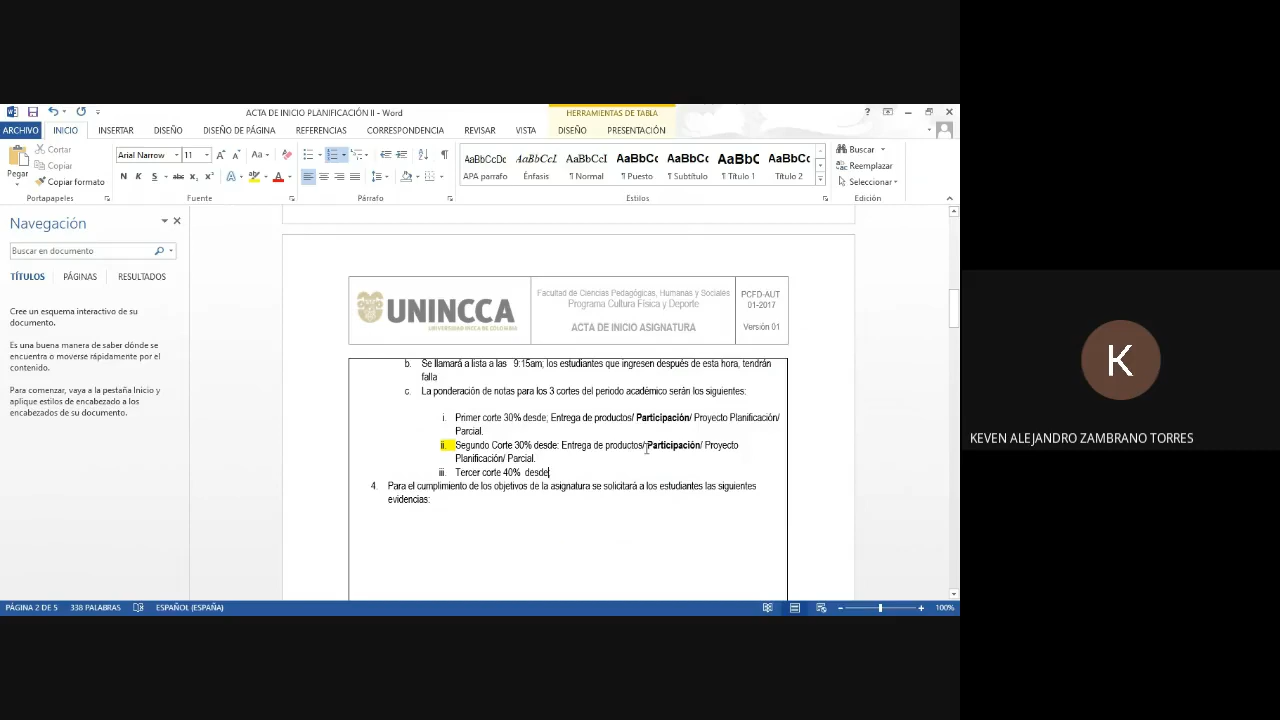 ACTA DE INICIO PLANIFICACIÓN II - Word
HERRAMIENTAS DE TABLA
ARCHIVO INICIO INSERTAR DISEÑO DISEÑO DE PÁGINA REFERENCIAS CORRESPONDENCIA REVISAR VISTA DISEÑO PRESENTACIÓN
Pegar
Cortar
Copiar
Copiar formato
Portapapeles
Arial Narrow 11
N K S abc x₂ x²
Fuente
Párrafo
AaBbCcDc AaBbCcL AaBbCcI AaBbCc AaBbCc AaBbC AaBbCc
APA parrafo Énfasis ¶ Normal ¶ Puesto ¶ Subtítulo ¶ Título 1 ¶ Título 2
Estilos
Buscar
Reemplazar
Seleccionar
Edición
Navegación
Buscar en documento
TÍTULOS PÁGINAS RESULTADOS
Cree un esquema interactivo de su
documento.
Es una buena manera de saber dónde se
encuentra o moverse rápidamente por el
contenido.
Para comenzar, vaya a la pestaña Inicio y
aplique estilos de encabezado a los
encabezados de su documento.
UNINCCA
UNIVERSIDAD INCCA DE COLOMBIA
Facultad de Ciencias Pedagógicas, Humanas y Sociales
Programa Cultura Física y Deporte
ACTA DE INICIO ASIGNATURA
PCFD-AUT
01-2017
Versión 01
b. Se llamará a lista a las 9:15am; los estudiantes que ingresen después de esta hora, tendrán
falla
c. La ponderación de notas para los 3 cortes del periodo académico serán los siguientes:
i. Primer corte 30% desde; Entrega de productos/ Participación/ Proyecto Planificación/
Parcial.
ii. Segundo Corte 30% desde: Entrega de productos/ Participación/ Proyecto
Planificación/ Parcial.
iii. Tercer corte 40% desde
4. Para el cumplimiento de los objetivos de la asignatura se solicitará a los estudiantes las siguientes
evidencias:
PÁGINA 2 DE 5 338 PALABRAS ESPAÑOL (ESPAÑA) 100%
K
KEVEN ALEJANDRO ZAMBRANO TORRES